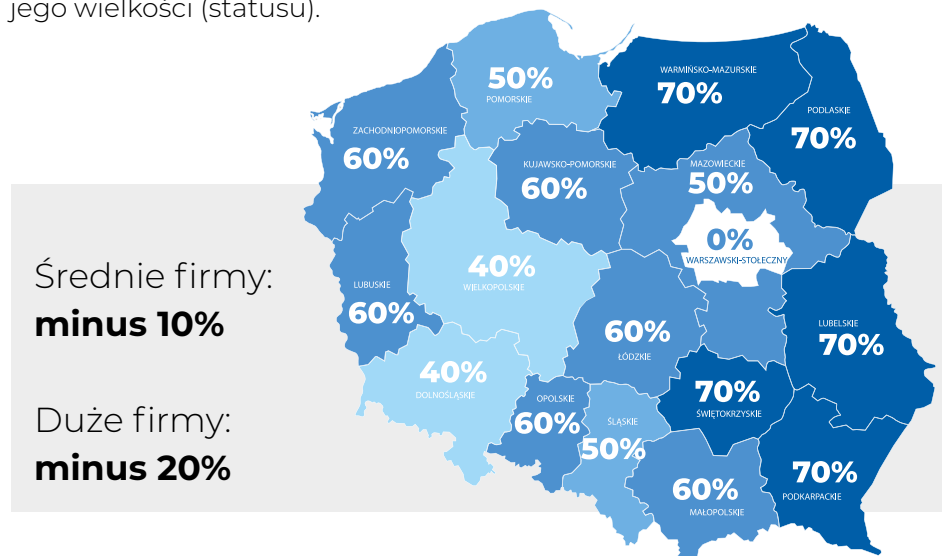 jego wielkości (statusu).
50%
POMORSKIE
WARMIŃSKO-MAZURSKIE
70%
PODLASKIE
70%
ZACHODNIOPOMORSKIE
60%
KUJAWSKO-POMORSKIE
60%
MAZOWIECKIE
50%
0%
WARSZAWSKI-STOŁECZNY
Średnie firmy:
minus 10%
40%
WIELKOPOLSKIE
LUBUSKIE
60%
60%
ŁÓDZKIE
LUBELSKIE
70%
40%
DOLNOŚLĄSKIE
70%
ŚWIĘTOKRZYSKIE
Duże firmy:
minus 20%
OPOLSKIE
60%
ŚLĄSKIE
50%
60%
MAŁOPOLSKIE
70%
PODKARPACKIE